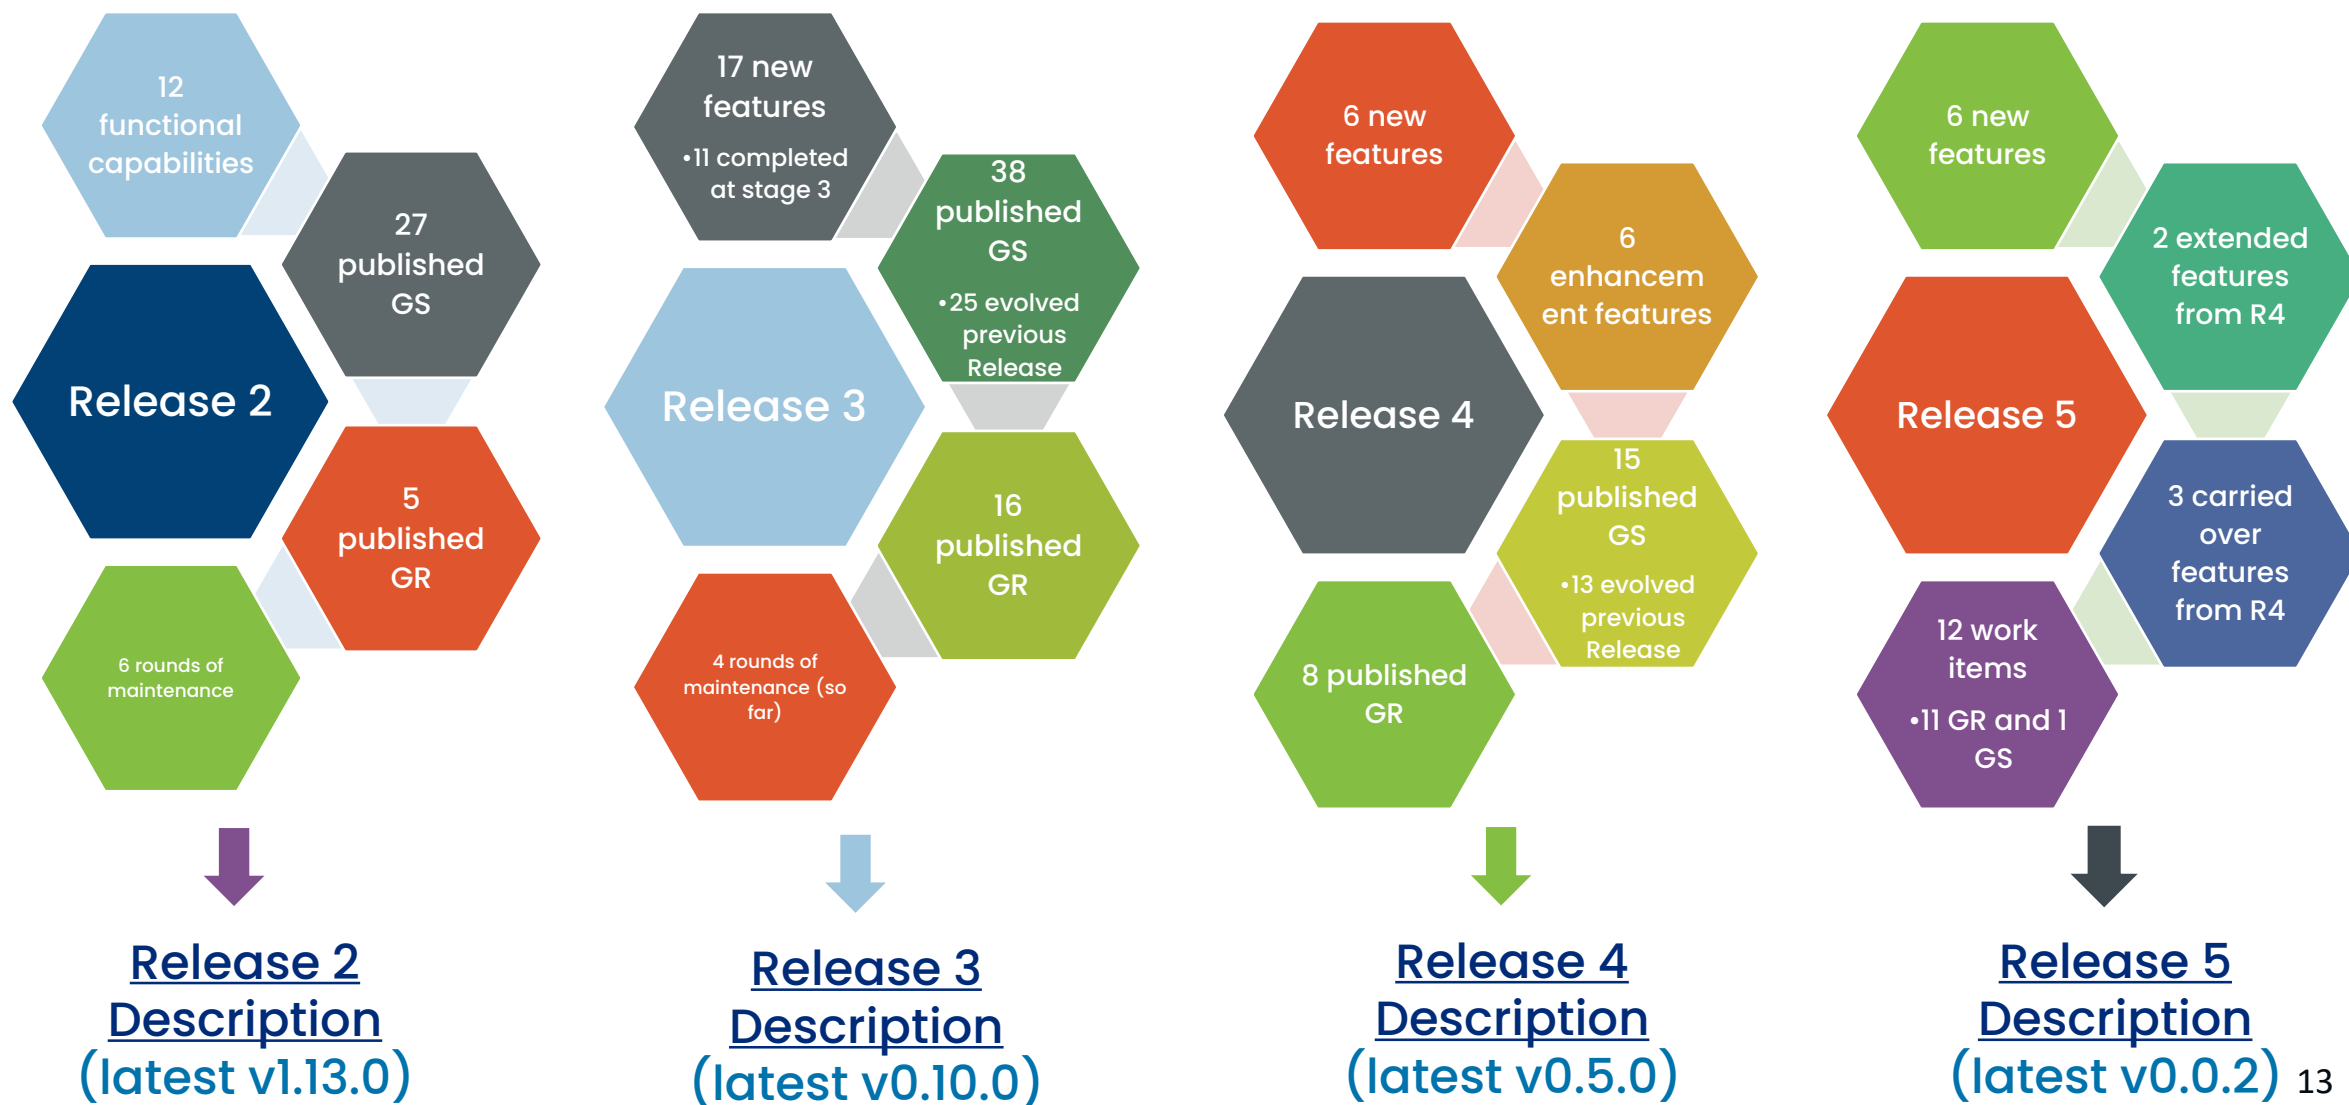 12
functional
capabilities
27
published
GS
Release 2
5
published
GR
6 rounds of
maintenance
Release 2
Description
(latest v1.13.0)
17 new
features
•11 completed
at stage 3
38
published
GS
•25 evolved
previous
Release
Release 3
16
published
GR
4 rounds of
maintenance (so
far)
Release 3
Description
(latest v0.10.0)
6 new
features
6
enhancem
ent features
Release 4
15
published
GS
•13 evolved
previous
Release
8 published
GR
Release 4
Description
(latest v0.5.0)
6 new
features
2 extended
features
from R4
Release 5
3 carried
over
features
from R4
12 work
items
•11 GR and 1
GS
Release 5
Description
(latest v0.0.2)
13